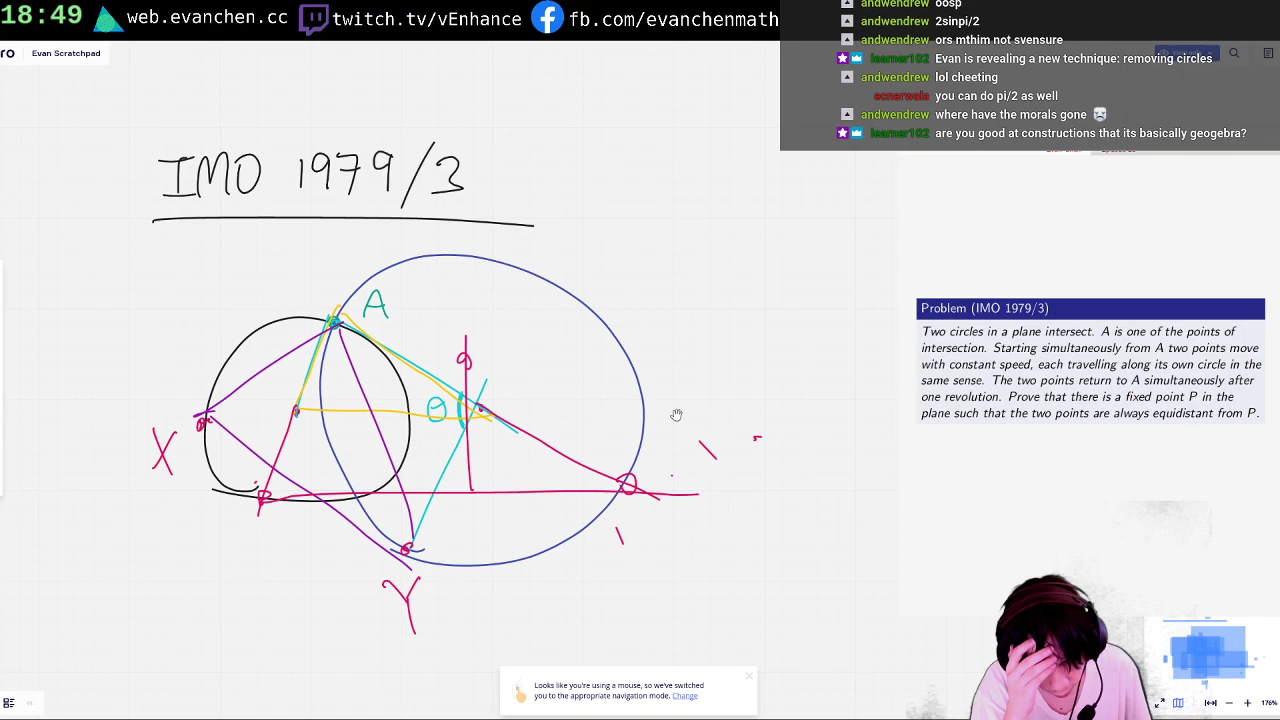 18:49 web.evanchen.cc twitch.tv/vEnhance fb.com/evanchenmath
ro Evan Scratchpad
andwendrew oosp
andwendrew 2sinpi/2
andwendrew ors mthim not svensure
learner102 Evan is revealing a new technique: removing circles
andwendrew lol cheeting
ecnerwala you can do pi/2 as well
andwendrew where have the morals gone
learner102 are you good at constructions that its basically geogebra?
IMO 1979/3
A
θ
X
Y
Problem (IMO 1979/3)
Two circles in a plane intersect. A is one of the points of
intersection. Starting simultaneously from A two points move
with constant speed, each travelling along its own circle in the
same sense. The two points return to A simultaneously after
one revolution. Prove that there is a fixed point P in the
plane such that the two points are always equidistant from P.
Looks like you're using a mouse, so we've switched
you to the appropriate navigation mode. Change
176%